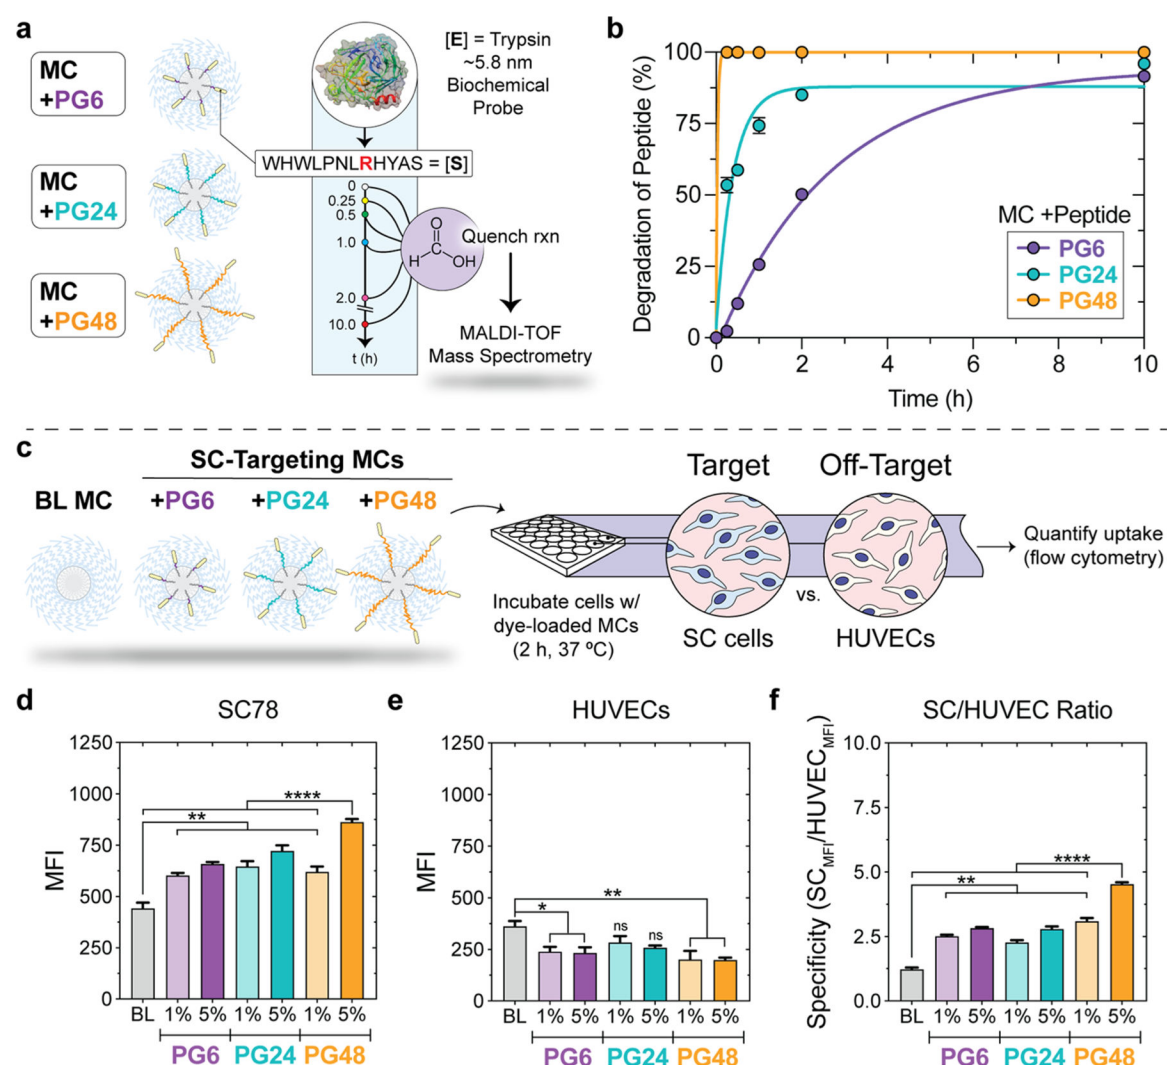 a
MC
+PG6
MC
+PG24
MC
+PG48
[E] = Trypsin
~5.8 nm
Biochemical
Probe
WHWLPNLRHYAS = [S]
0
0.25
0.5
1.0
2.0
10.0
t (h)
O
H
C
OH
Quench rxn
MALDI-TOF
Mass Spectrometry
b
Degradation of Peptide (%)
100
75
50
25
0
0
2
4
6
8
10
Time (h)
MC +Peptide
PG6
PG24
PG48
c
SC-Targeting MCs
BL MC
+PG6
+PG24
+PG48
Incubate cells w/
dye-loaded MCs
(2 h, 37 ºC)
Target
Off-Target
SC cells
vs.
HUVECs
Quantify uptake
(flow cytometry)
d
SC78
MFI
1250
1000
750
500
250
0
**
****
BL
1%
5%
1%
5%
1%
5%
PG6
PG24
PG48
e
HUVECs
MFI
1250
1000
750
500
250
0
*
**
ns
ns
BL
1%
5%
1%
5%
1%
5%
PG6
PG24
PG48
f
SC/HUVEC Ratio
Specificity (SCMFI/HUVECMFI)
10.0
7.5
5.0
2.5
0.0
**
****
BL
1%
5%
1%
5%
1%
5%
PG6
PG24
PG48